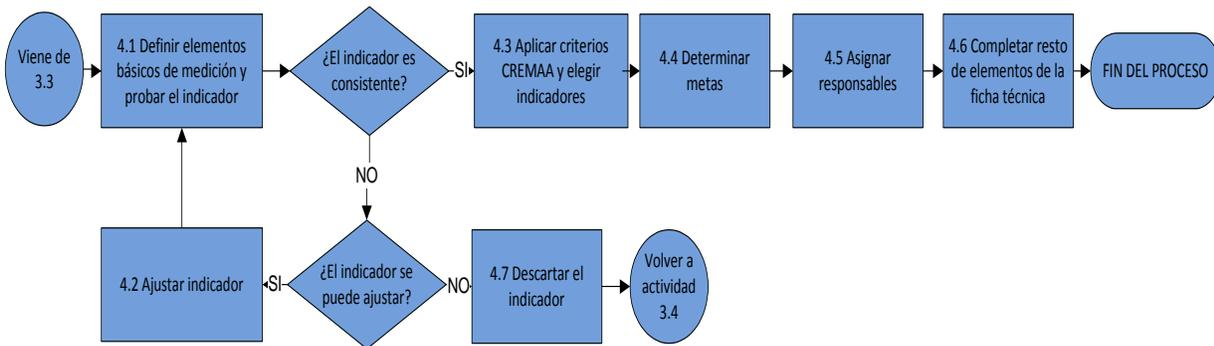 Viene de
3.3
4.1 Definir elementos
básicos de medición y
probar el indicador
¿El indicador es
consistente?
SI
4.3 Aplicar criterios
CREMAA y elegir
indicadores
4.4 Determinar
metas
4.5 Asignar
responsables
4.6 Completar resto
de elementos de la
ficha técnica
FIN DEL PROCESO
NO
4.2 Ajustar indicador
SI
¿El indicador se
puede ajustar?
NO
4.7 Descartar el
indicador
Volver a
actividad
3.4